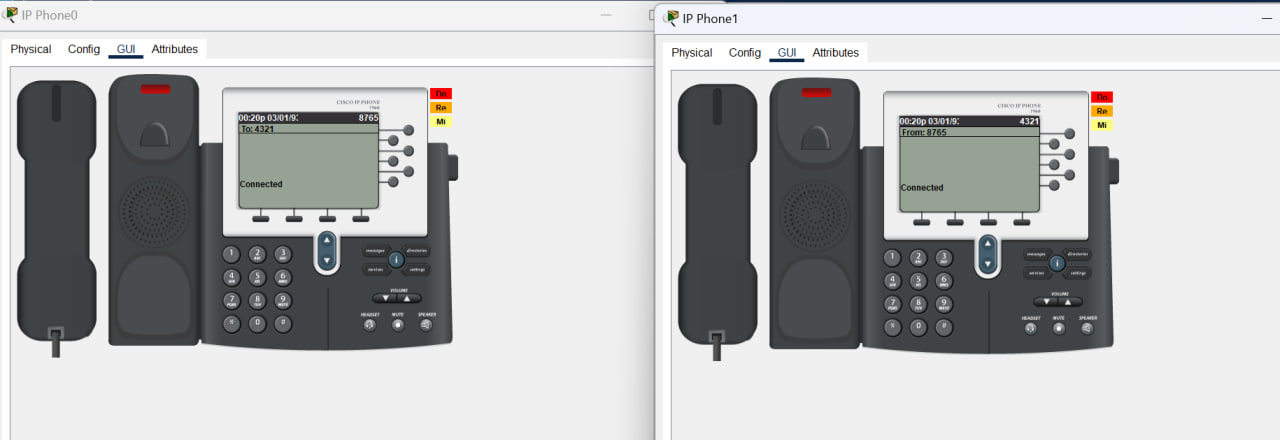 IP Phone0
Physical Config GUI Attributes
CISCO IP PHONE
7960
Do
Re
Mi
00:20p 03/01/93 8765
To: 4321
Connected
messages directories
i
services settings
VOLUME
HEADSET MUTE SPEAKER
1 2 3
4 5 6
7 8 9
* 0 #
IP Phone1
Physical Config GUI Attributes
CISCO IP PHONE
7960
Do
Re
Mi
00:20p 03/01/93 4321
From: 8765
Connected
messages directories
i
services settings
VOLUME
HEADSET MUTE SPEAKER
1 2 3
4 5 6
7 8 9
* 0 #